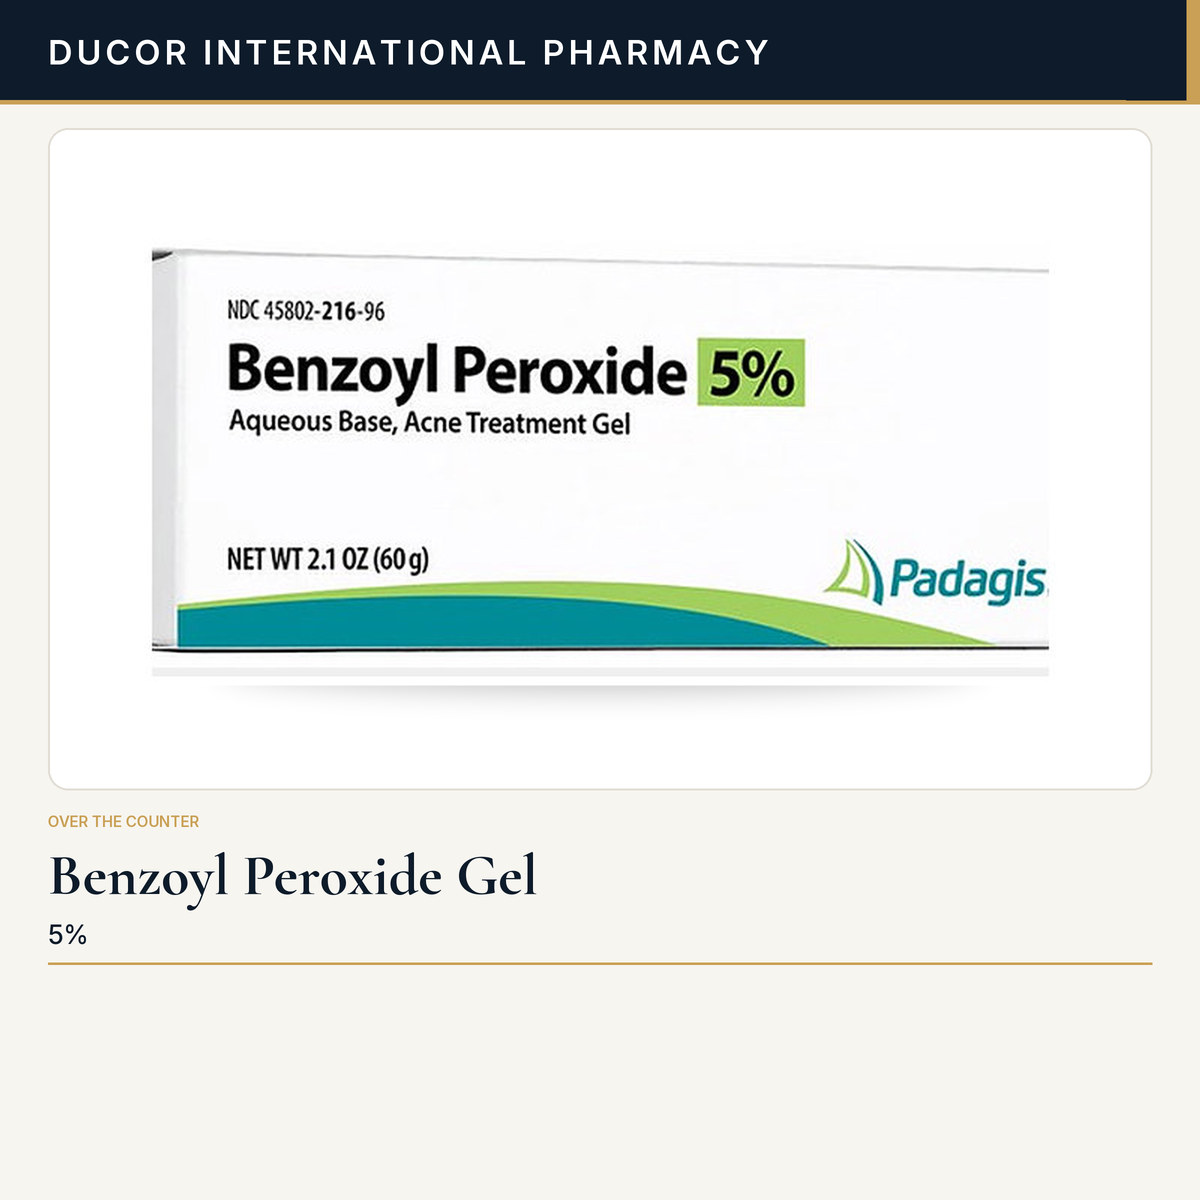 DUCOR INTERNATIONAL PHARMACY
NDC 45802-216-96
Benzoyl Peroxide 5%
Aqueous Base, Acne Treatment Gel
NET WT 2.1 OZ (60 g)
Padagis
OVER THE COUNTER
Benzoyl Peroxide Gel
5%